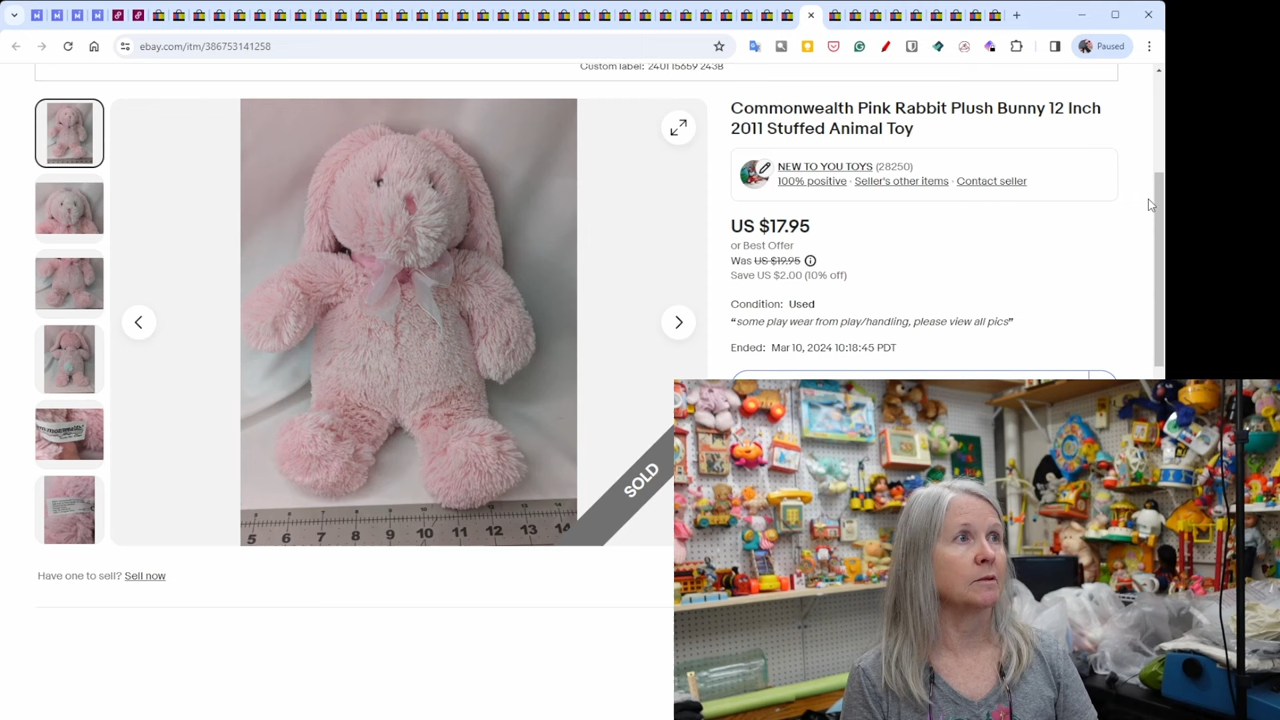 Paused
ebay.com/itm/386753141258
Custom label: 24U115659 2438
Commonwealth Pink Rabbit Plush Bunny 12 Inch
2011 Stuffed Animal Toy
NEW TO YOU TOYS (28250)
100% positive · Seller's other items · Contact seller
US $17.95
or Best Offer
Was US $19.95
Save US $2.00 (10% off)
Condition: Used
“some play wear from play/handling, please view all pics”
Ended: Mar 10, 2024 10:18:45 PDT
SOLD
5 6 7 8 9 10 11 12 13 14
Have one to sell? Sell now